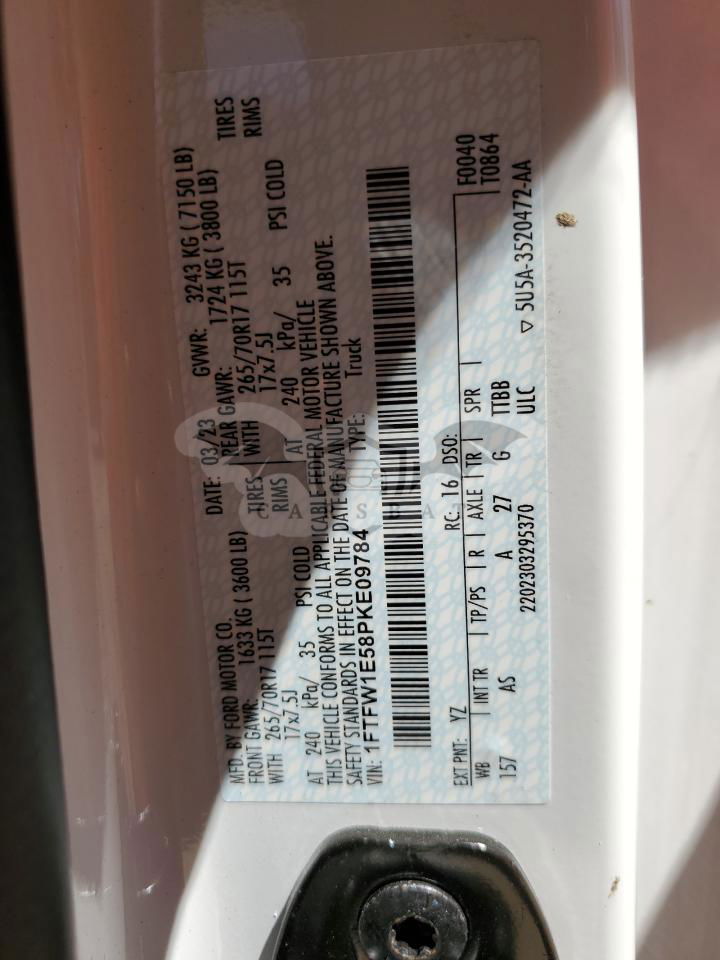 MFD. BY FORD MOTOR CO. DATE: 03/23 GVWR: 3243 KG ( 7150 LB)
FRONT GAWR: 1633 KG ( 3600 LB) REAR GAWR: 1724 KG ( 3800 LB)
WITH 265/70R17 115T TIRES WITH 265/70R17 115T TIRES
17x7.5J RIMS 17x7.5J RIMS
AT 240 kPa/ 35 PSI COLD AT 240 kPa/ 35 PSI COLD
THIS VEHICLE CONFORMS TO ALL APPLICABLE FEDERAL MOTOR VEHICLE
SAFETY STANDARDS IN EFFECT ON THE DATE OF MANUFACTURE SHOWN ABOVE.
VIN: 1FTFW1E58PKE09784 TYPE: Truck
EXT PNT: YZ RC: 16 DSO: F0040
WB INT TR TP/PS R AXLE TR SPR T0864
157 AS A 27 G TTBB
2202303295370 ULC ▽ 5U5A-3520472-AA